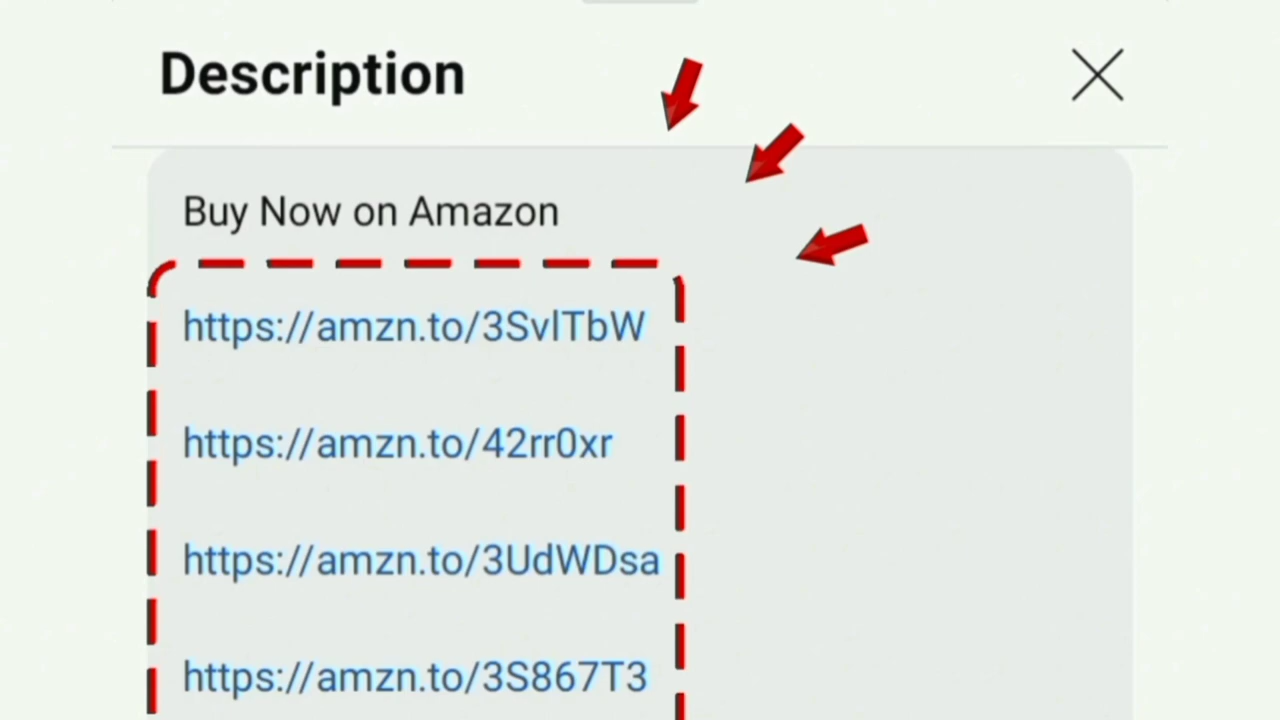 Description
Buy Now on Amazon
https://amzn.to/3SvlTbW
https://amzn.to/42rr0xr
https://amzn.to/3UdWDsa
https://amzn.to/3S867T3